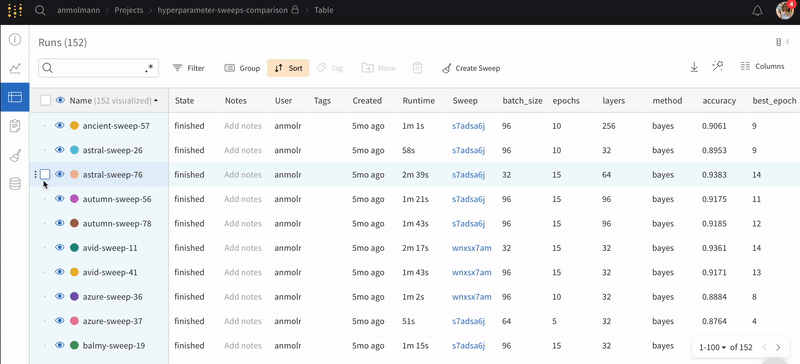 anmolmann > Projects > hyperparameter-sweeps-comparison > Table
4
Runs (152)
.* Filter Group Sort Tag Move Create Sweep Columns
Name (152 visualized) State Notes User Tags Created Runtime Sweep batch_size epochs layers method accuracy best_epoch
ancient-sweep-57 finished Add notes anmolr 5mo ago 1m 1s s7adsa6j 96 10 256 bayes 0.9061 9
astral-sweep-26 finished Add notes anmolr 5mo ago 58s s7adsa6j 96 10 32 bayes 0.8953 9
astral-sweep-76 finished Add notes anmolr 5mo ago 2m 39s s7adsa6j 32 15 64 bayes 0.9383 14
autumn-sweep-56 finished Add notes anmolr 5mo ago 1m 21s s7adsa6j 96 15 96 bayes 0.9175 11
autumn-sweep-78 finished Add notes anmolr 5mo ago 1m 43s s7adsa6j 96 15 96 bayes 0.9185 12
avid-sweep-11 finished Add notes anmolr 5mo ago 2m 17s wnxsx7am 32 15 32 bayes 0.9361 14
avid-sweep-41 finished Add notes anmolr 5mo ago 1m 43s wnxsx7am 96 15 32 bayes 0.9171 13
azure-sweep-36 finished Add notes anmolr 5mo ago 1m 2s wnxsx7am 96 10 32 bayes 0.8884 8
azure-sweep-37 finished Add notes anmolr 5mo ago 51s s7adsa6j 64 5 32 bayes 0.8764 4
balmy-sweep-19 finished Add notes anmolr 5mo ago 1m 15s s7adsa6j 96 15 32 bayes
1-100 of 152